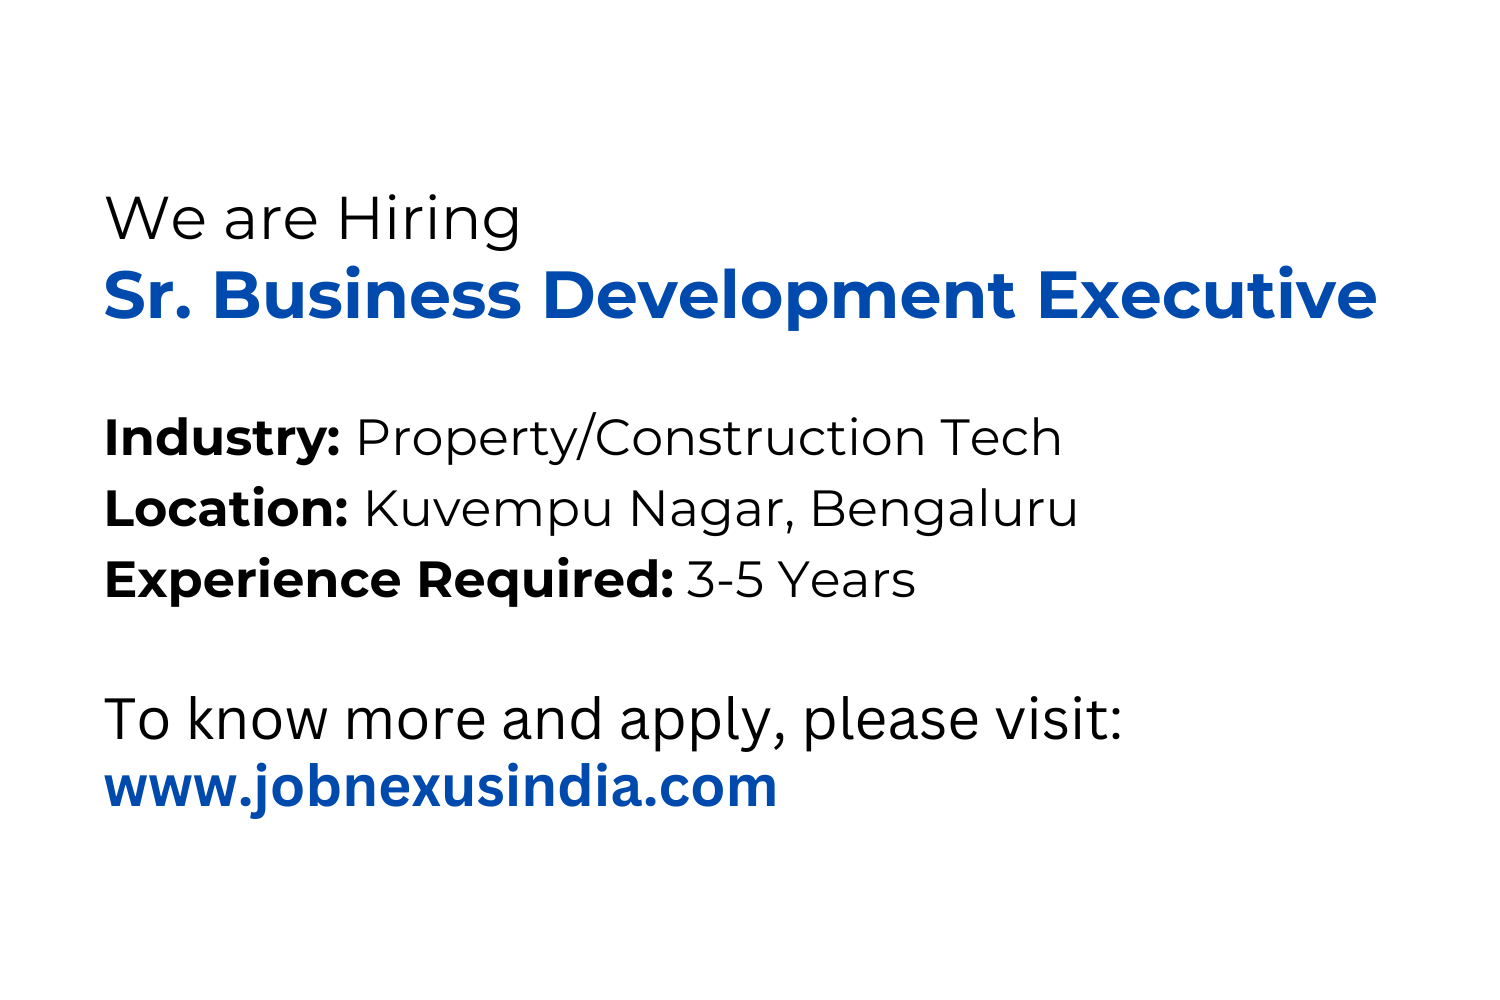 We are Hiring
Sr. Business Development Executive
Industry: Property/Construction Tech
Location: Kuvempu Nagar, Bengaluru
Experience Required: 3-5 Years
To know more and apply, please visit:
www.jobnexusindia.com